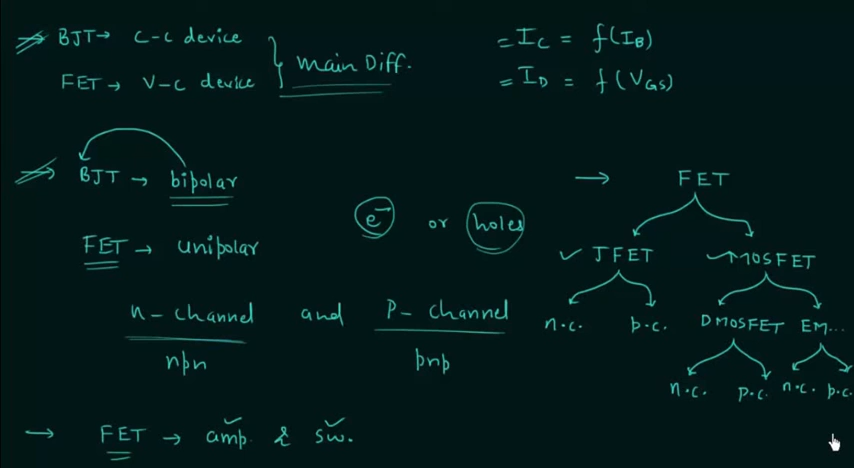 BJT → C-C device
FET → V-C device
main Diff.
= IC = f(IB)
= ID = f(VGS)
BJT → bipolar
FET → unipolar
e⁻ or holes
n-channel and P-channel
npn pnp
→ FET → amp. & sw.
→ FET
✓ JFET ✓ MOSFET
n.c. p.c. DMOSFET EM...
n.c. p.c. n.c. p.c.